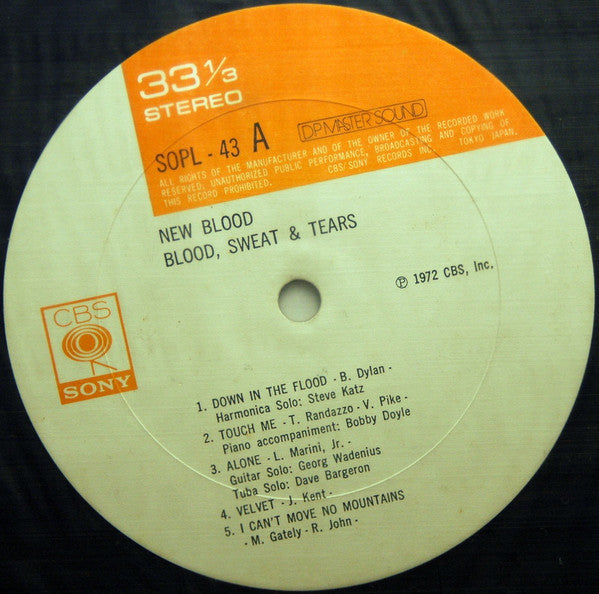 33 1/3
STEREO
SOPL - 43 A
DP MASTER SOUND
ALL RIGHTS OF THE MANUFACTURER AND OF THE OWNER OF THE RECORDED WORK
RESERVED. UNAUTHORIZED PUBLIC PERFORMANCE, BROADCASTING AND COPYING OF
THIS RECORD PROHIBITED. CBS/SONY RECORDS INC. TOKYO JAPAN.
NEW BLOOD
BLOOD, SWEAT & TEARS
℗ 1972 CBS, Inc.
CBS
SONY
1. DOWN IN THE FLOOD - B. Dylan -
Harmonica Solo: Steve Katz
2. TOUCH ME - T. Randazzo - V. Pike -
Piano accompaniment: Bobby Doyle
3. ALONE - L. Marini, Jr. -
Guitar Solo: Georg Wadenius
Tuba Solo: Dave Bargeron
4. VELVET - J. Kent -
5. I CAN'T MOVE NO MOUNTAINS
- M. Gately - R. John -